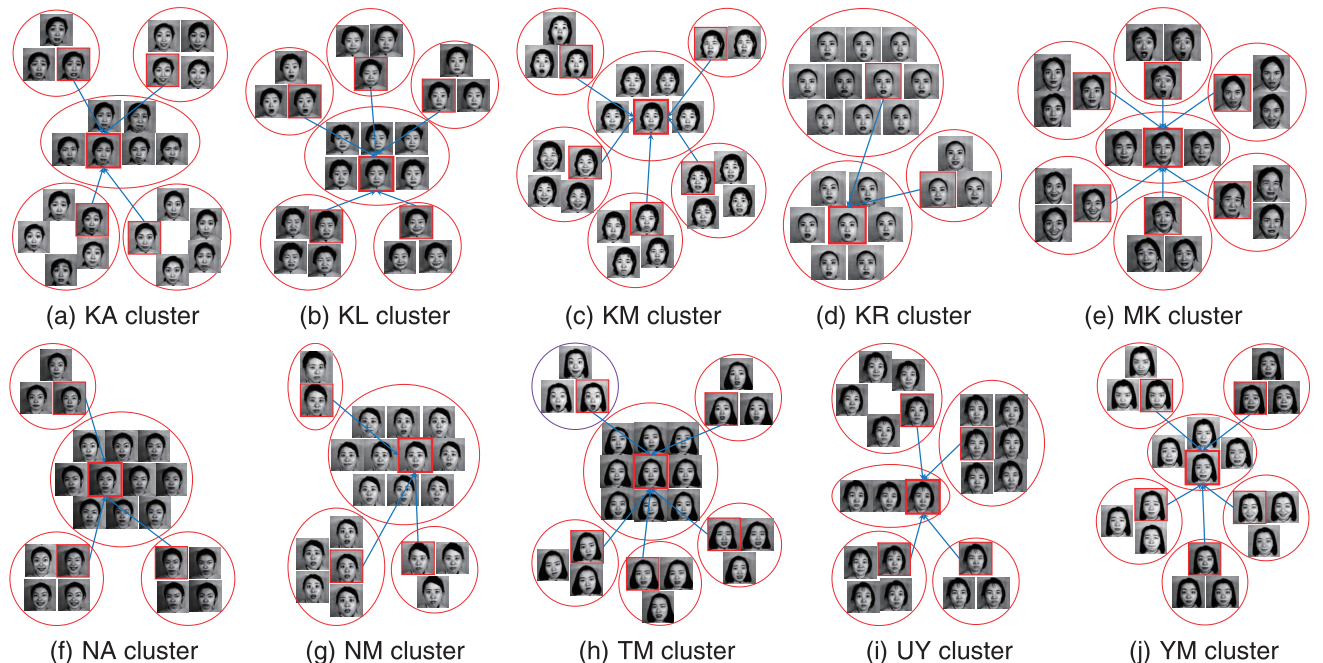 (a) KA cluster
(b) KL cluster
(c) KM cluster
(d) KR cluster
(e) MK cluster
(f) NA cluster
(g) NM cluster
(h) TM cluster
(i) UY cluster
(j) YM cluster